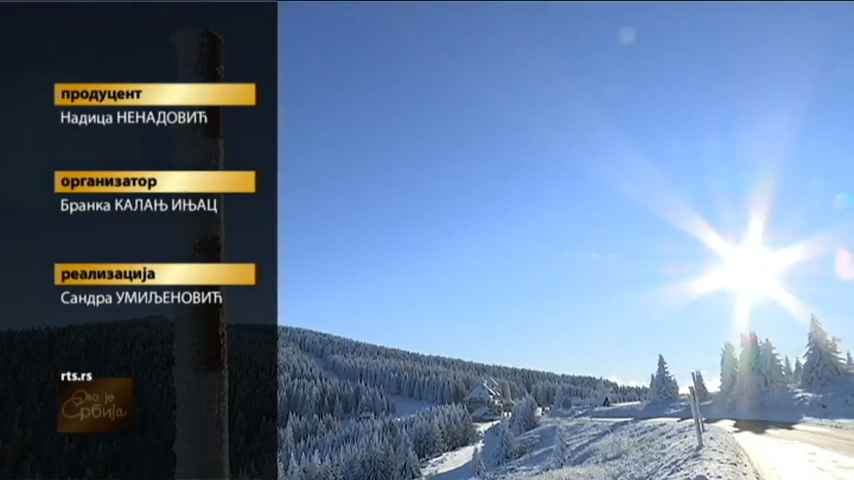 продуцент
Надица НЕНАДОВИЋ
организатор
Бранка КАЛАЊ ИЊАЦ
реализација
Сандра УМИЉЕНОВИЋ
rts.rs
Ово је
Србија